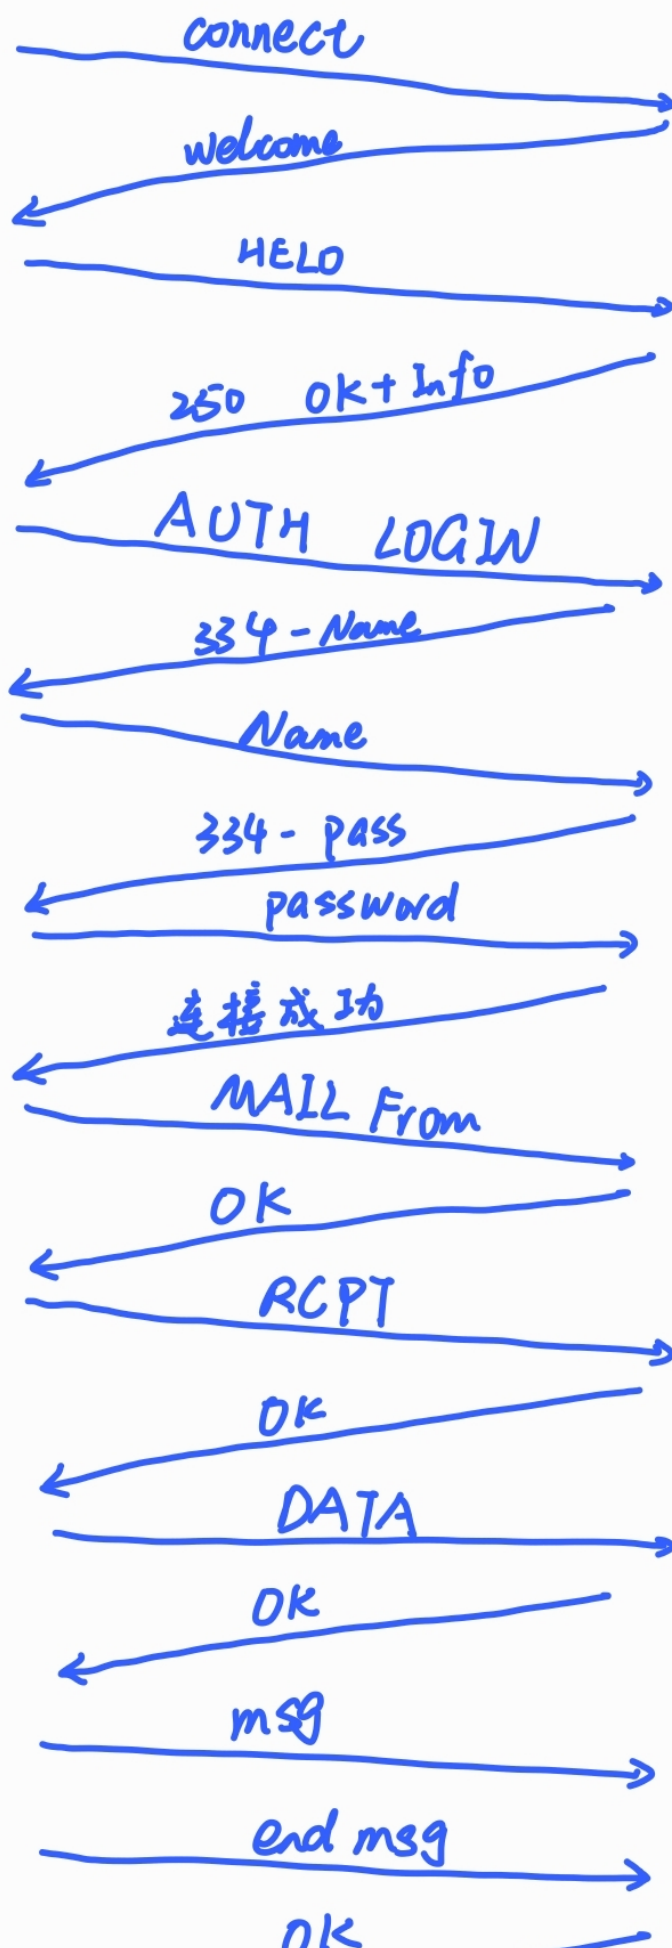 connect
welcome
HELO
250 OK + Info
AUTH LOGIN
334 - Name
Name
334 - pass
password
连接成功
MAIL From
OK
RCPT
OK
DATA
OK
msg
end msg
OK